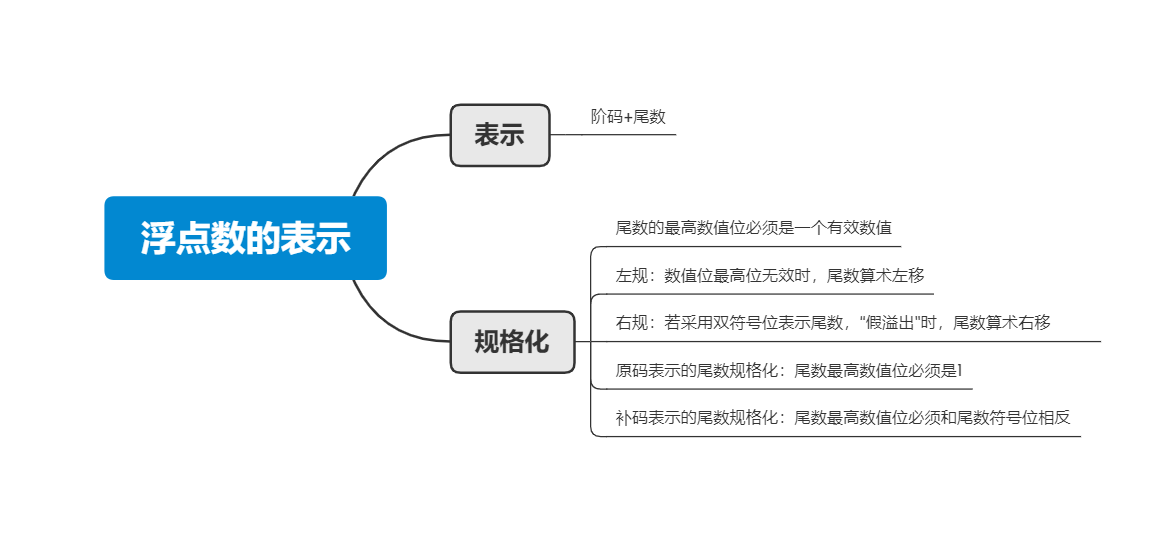 浮点数的表示
表示
阶码+尾数
规格化
尾数的最高数值位必须是一个有效数值
左规：数值位最高位无效时，尾数算术左移
右规：若采用双符号位表示尾数，“假溢出"时，尾数算术右移
原码表示的尾数规格化：尾数最高数值位必须是1
补码表示的尾数规格化：尾数最高数值位必须和尾数符号位相反